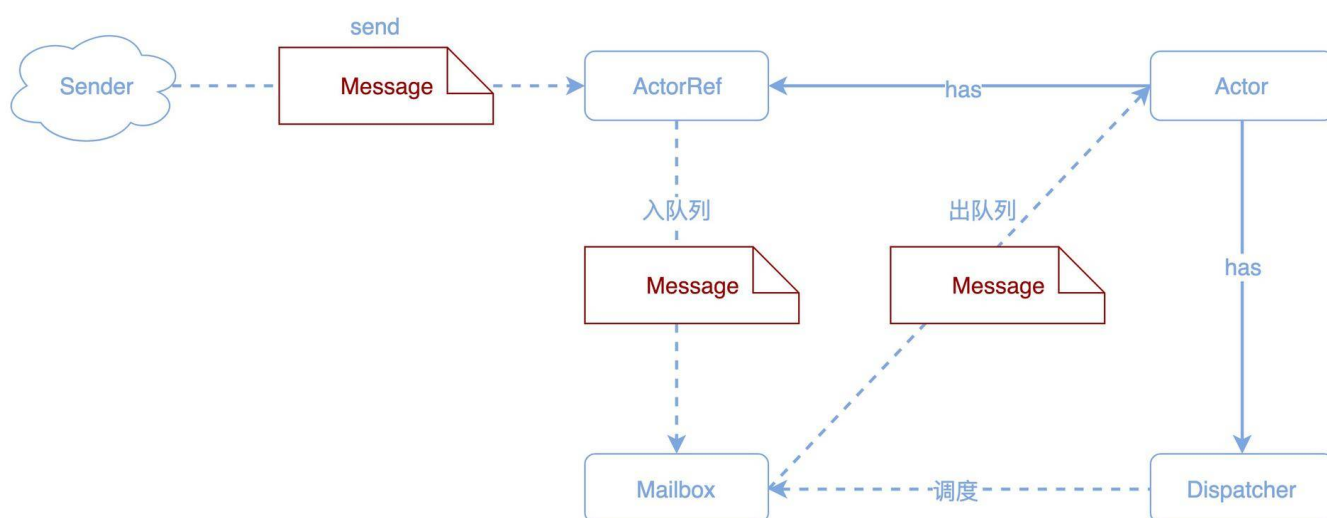 send
Sender
Message
ActorRef
has
Actor
入队列
出队列
Message
Message
has
Mailbox
调度
Dispatcher